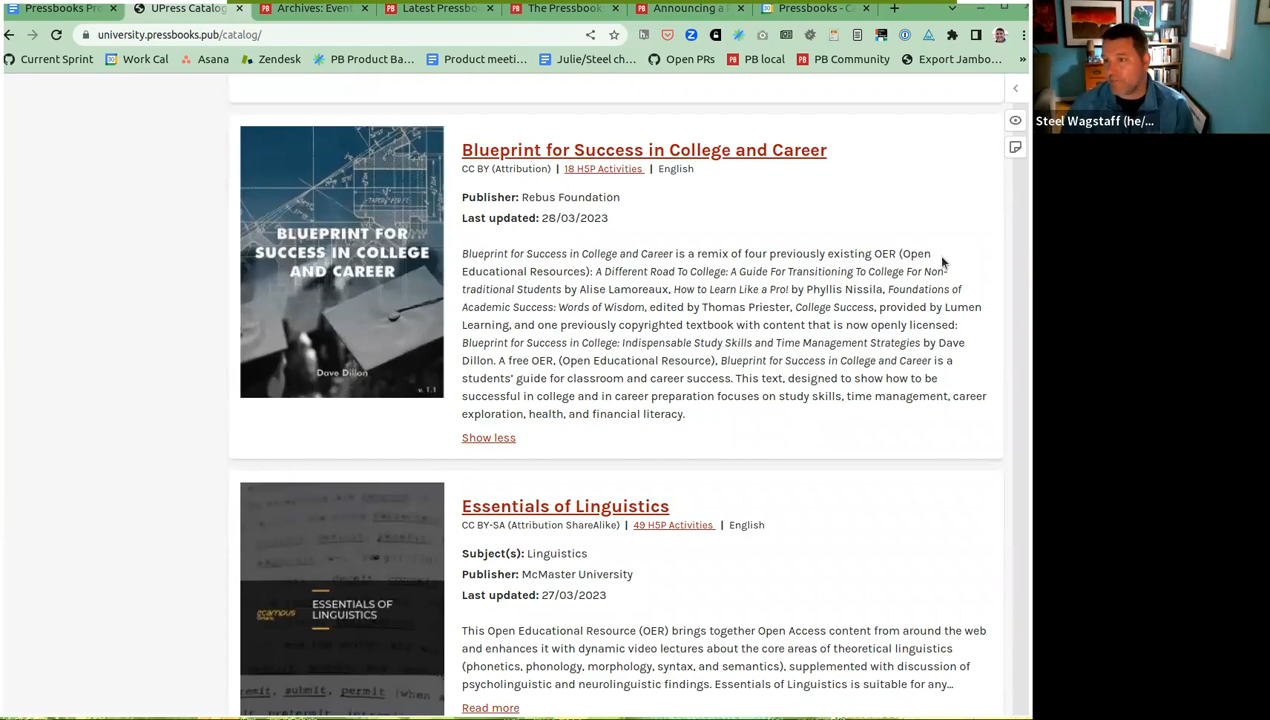 Pressbooks Pro
UPress Catalog
Archives: Event
Latest Pressbo
The Pressbook
Announcing a
Pressbooks - Ca
university.pressbooks.pub/catalog/
Current Sprint
Work Cal
Asana
Zendesk
PB Product Ba...
Product meeti...
Julie/Steel ch...
Open PRs
PB local
PB Community
Export Jambo...
Steel Wagstaff (he/...
BLUEPRINT FOR
SUCCESS IN COLLEGE
AND CAREER
Dave Dillon
v. 1.1
Blueprint for Success in College and Career
CC BY (Attribution) | 18 H5P Activities | English
Publisher: Rebus Foundation
Last updated: 28/03/2023
Blueprint for Success in College and Career is a remix of four previously existing OER (Open
Educational Resources): A Different Road To College: A Guide For Transitioning To College For Non-
traditional Students by Alise Lamoreaux, How to Learn Like a Pro! by Phyllis Nissila, Foundations of
Academic Success: Words of Wisdom, edited by Thomas Priester, College Success, provided by Lumen
Learning, and one previously copyrighted textbook with content that is now openly licensed:
Blueprint for Success in College: Indispensable Study Skills and Time Management Strategies by Dave
Dillon. A free OER, (Open Educational Resource), Blueprint for Success in College and Career is a
students' guide for classroom and career success. This text, designed to show how to be
successful in college and in career preparation focuses on study skills, time management, career
exploration, health, and financial literacy.
Show less
eCampus
Ontario
ESSENTIALS OF
LINGUISTICS
submit, permit
Essentials of Linguistics
CC BY-SA (Attribution ShareAlike) | 49 H5P Activities | English
Subject(s): Linguistics
Publisher: McMaster University
Last updated: 27/03/2023
This Open Educational Resource (OER) brings together Open Access content from around the web
and enhances it with dynamic video lectures about the core areas of theoretical linguistics
(phonetics, phonology, morphology, syntax, and semantics), supplemented with discussion of
psycholinguistic and neurolinguistic findings. Essentials of Linguistics is suitable for any...
Read more